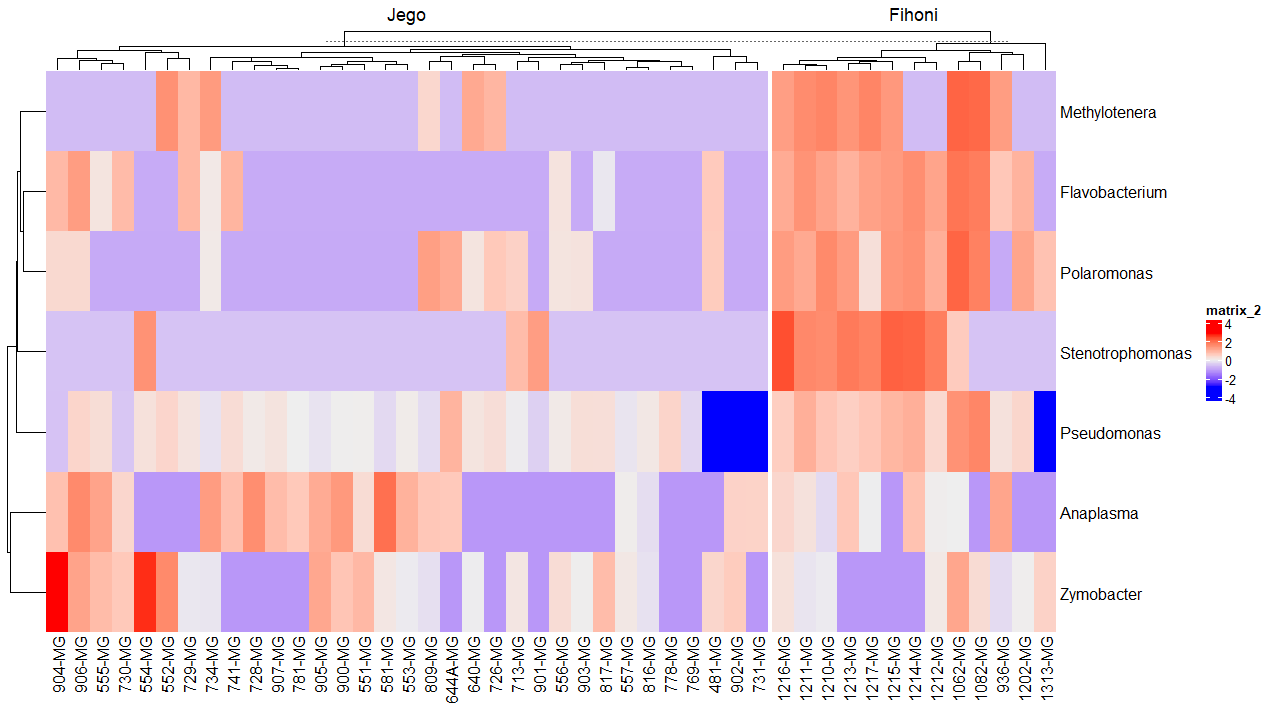 Jego Fihoni
Methylotenera
Flavobacterium
Polaromonas
Stenotrophomonas
Pseudomonas
Anaplasma
Zymobacter
matrix_2
4
2
0
-2
-4
904-MG
906-MG
555-MG
730-MG
554-MG
552-MG
729-MG
734-MG
741-MG
728-MG
907-MG
781-MG
905-MG
900-MG
551-MG
581-MG
553-MG
809-MG
644A-MG
640-MG
726-MG
713-MG
901-MG
556-MG
903-MG
817-MG
557-MG
816-MG
778-MG
769-MG
481-MG
902-MG
731-MG
1216-MG
1211-MG
1210-MG
1213-MG
1217-MG
1215-MG
1214-MG
1212-MG
1062-MG
1082-MG
936-MG
1202-MG
1313-MG